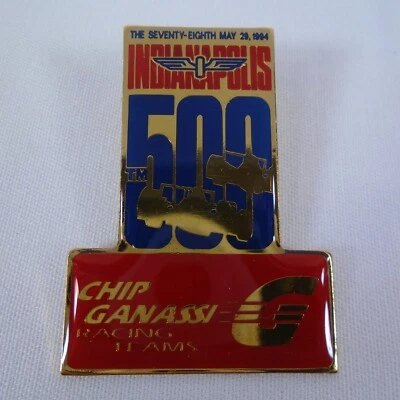 THE SEVENTY-EIGHTH MAY 29, 1994
INDIANAPOLIS
500
TM
CHIP
GANASSI
RACING
TEAMS
G